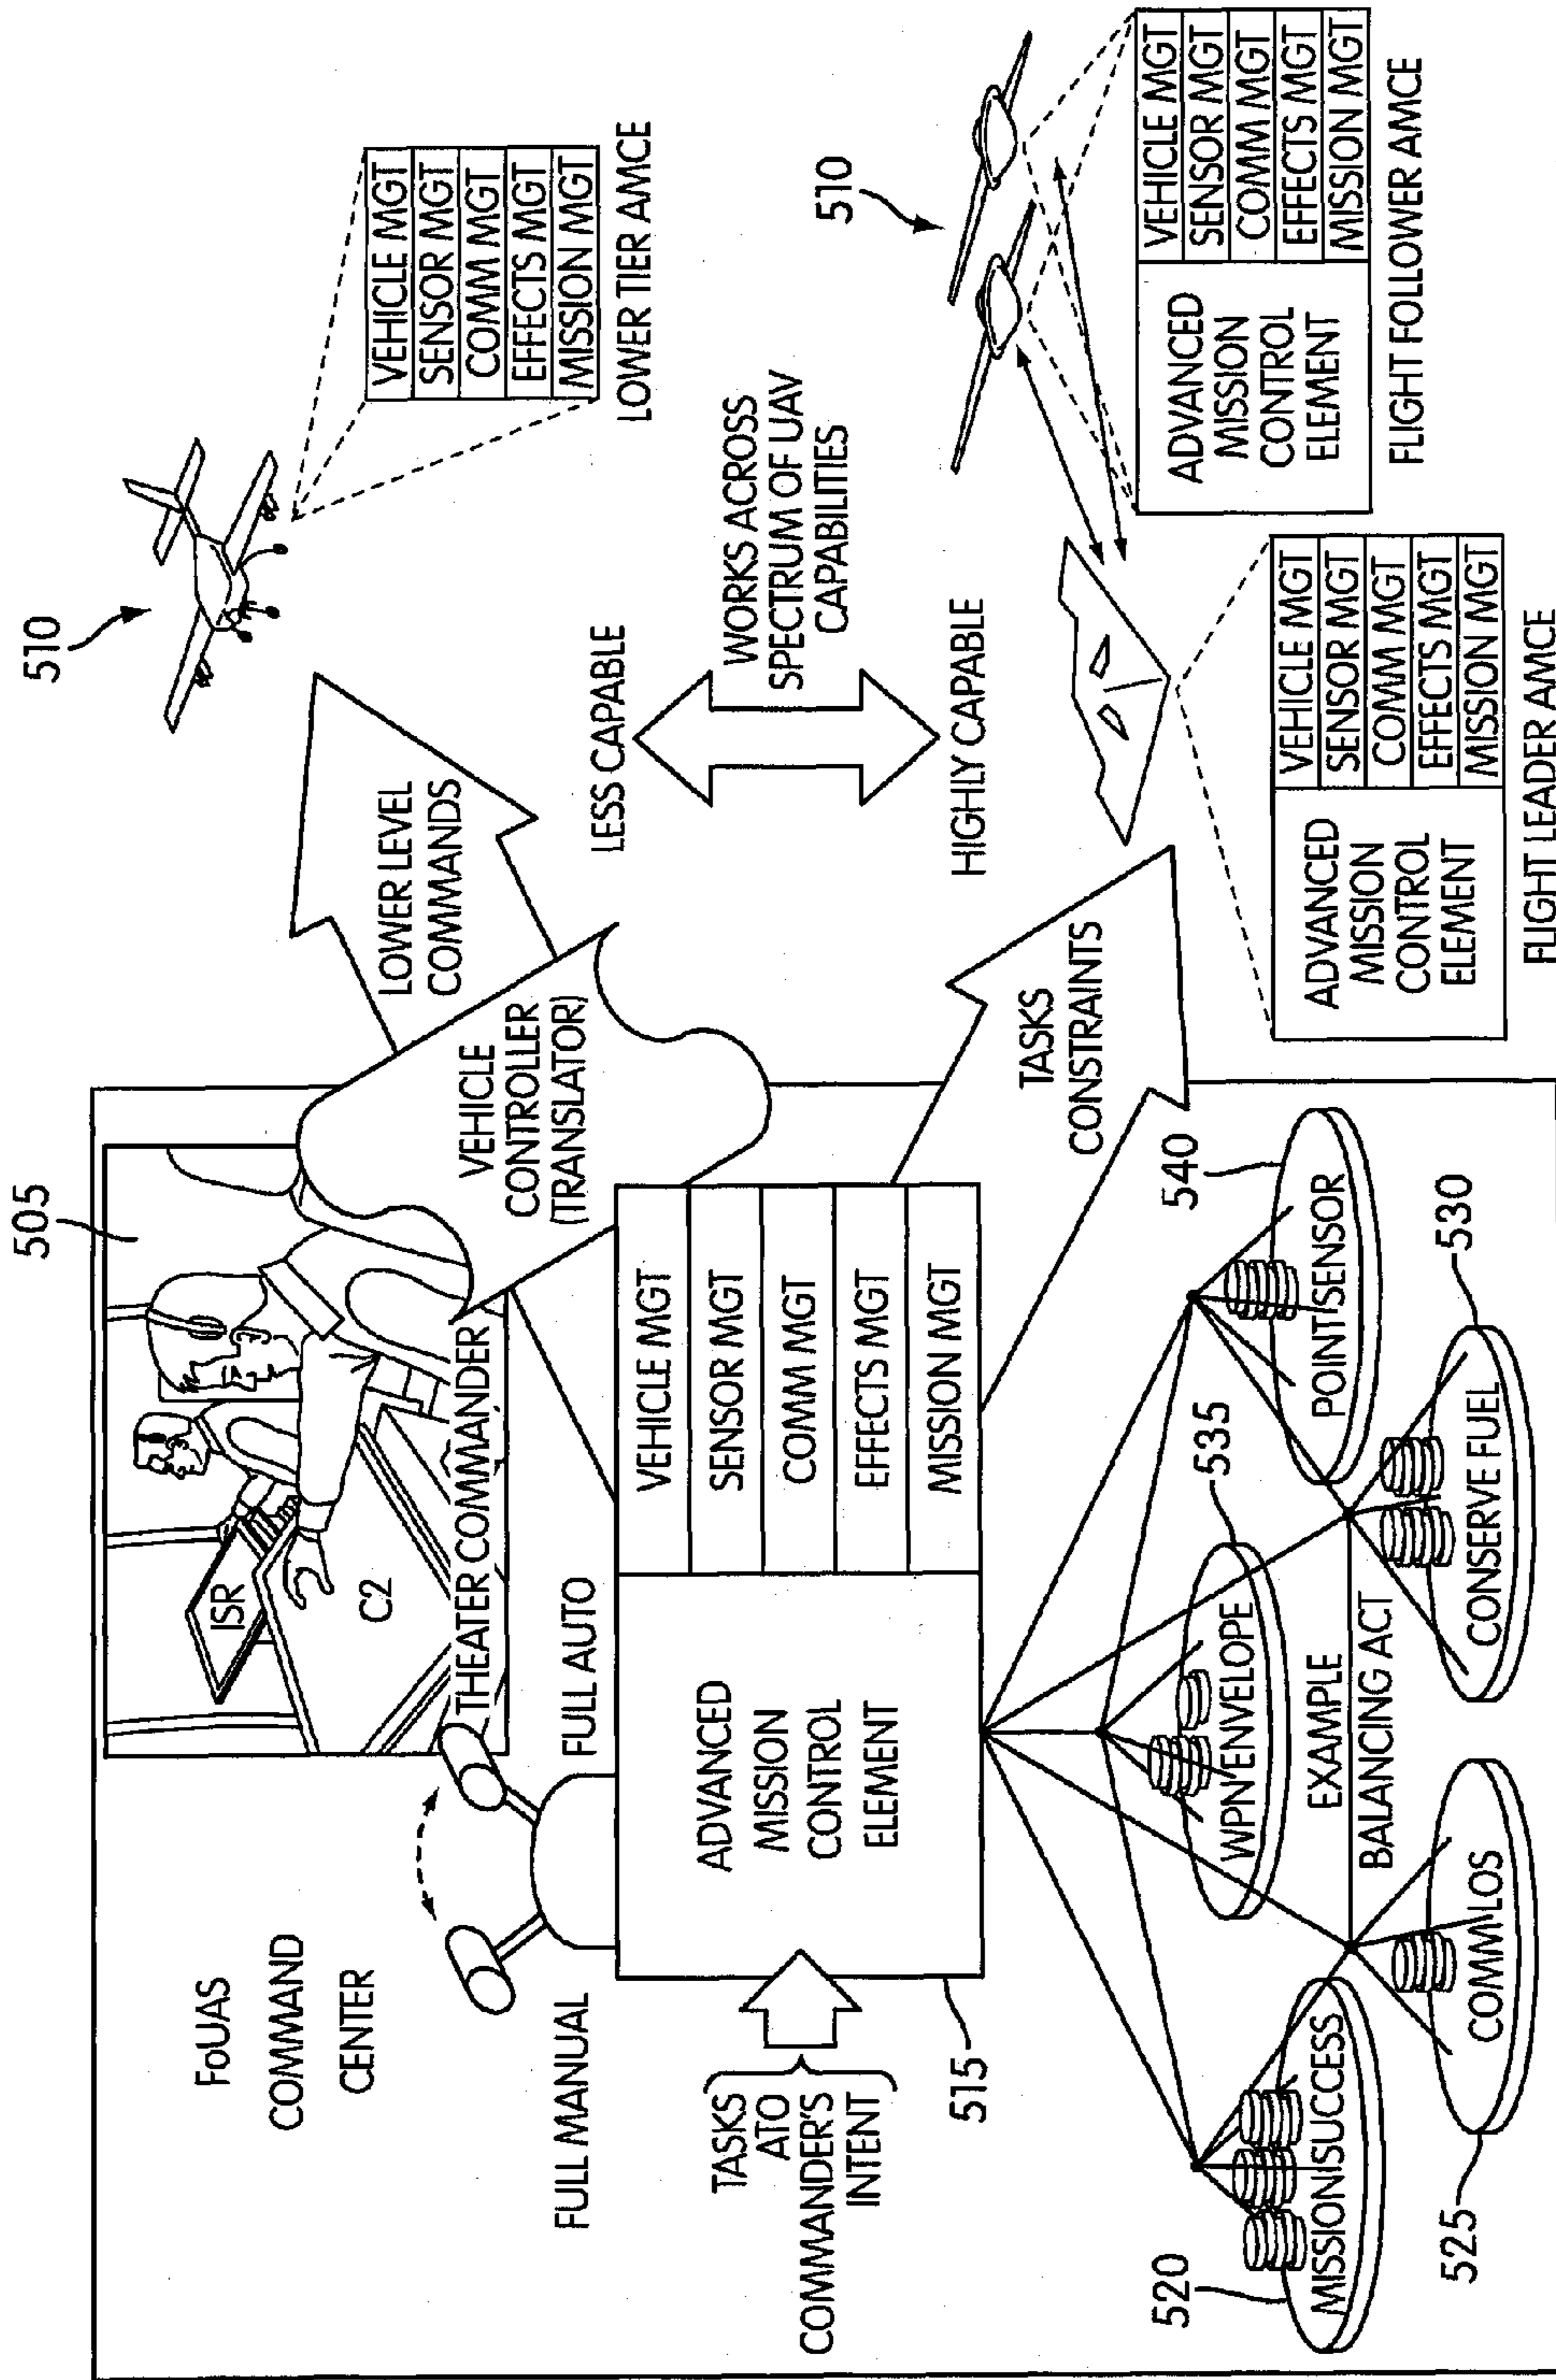 505
FoUAS
COMMAND
CENTER
ISR
C2
THEATER COMMANDER
FULL MANUAL
FULL AUTO
TASKS
ATO
COMMANDER'S
INTENT
515
ADVANCED
MISSION
CONTROL
ELEMENT
VEHICLE MGT
SENSOR MGT
COMM MGT
EFFECTS MGT
MISSION MGT
VEHICLE
CONTROLLER
(TRANSLATOR)
LOWER LEVEL
COMMANDS
TASKS
CONSTRAINTS
520
MISSION SUCCESS
525
COMM LOS
535
WPN ENVELOPE
EXAMPLE
BALANCING ACT
540
POINT SENSOR
530
CONSERVE FUEL
510
VEHICLE MGT
SENSOR MGT
COMM MGT
EFFECTS MGT
MISSION MGT
LOWER TIER AMCE
LESS CAPABLE
WORKS ACROSS
SPECTRUM OF UAV
CAPABILITIES
HIGHLY CAPABLE
510
ADVANCED
MISSION
CONTROL
ELEMENT
VEHICLE MGT
SENSOR MGT
COMM MGT
EFFECTS MGT
MISSION MGT
FLIGHT LEADER AMCE
ADVANCED
MISSION
CONTROL
ELEMENT
VEHICLE MGT
SENSOR MGT
COMM MGT
EFFECTS MGT
MISSION MGT
FLIGHT FOLLOWER AMCE